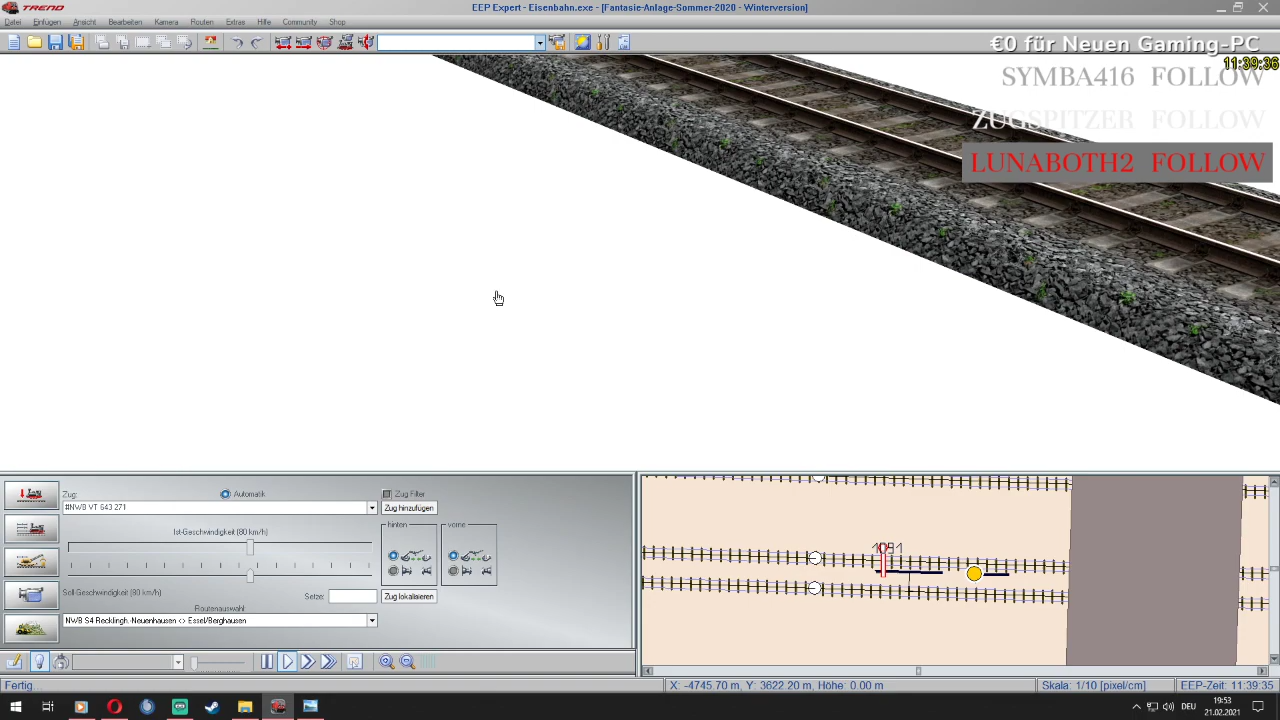 TREND
EEP Expert - Eisenbahn.exe - [Fantasie-Anlage-Sommer-2020 - Winterversion]
Datei Einfügen Ansicht Bearbeiten Kamera Routen Extras Hilfe Community Shop
€0 für Neuen Gaming-PC
11:39:36
SYMBA416 FOLLOW
ZUGSPITZER FOLLOW
LUNABOTH2 FOLLOW
Zug: Automatik Zug Filter
#NWB VT 643 271 Zug hinzufügen
hinten vorne
Ist-Geschwindigkeit (80 km/h)
Soll-Geschwindigkeit (80 km/h) Setze: Zug lokalisieren
Routenauswahl:
NWB S4 Recklingh.-Neuenhausen <> Essel/Berghausen
1091
Fertig... X: -4745.70 m, Y: 3622.20 m, Höhe: 0.00 m Skala: 1/10 [pixel/cm] EEP-Zeit: 11:39:35
DEU 19:53
21.02.2021